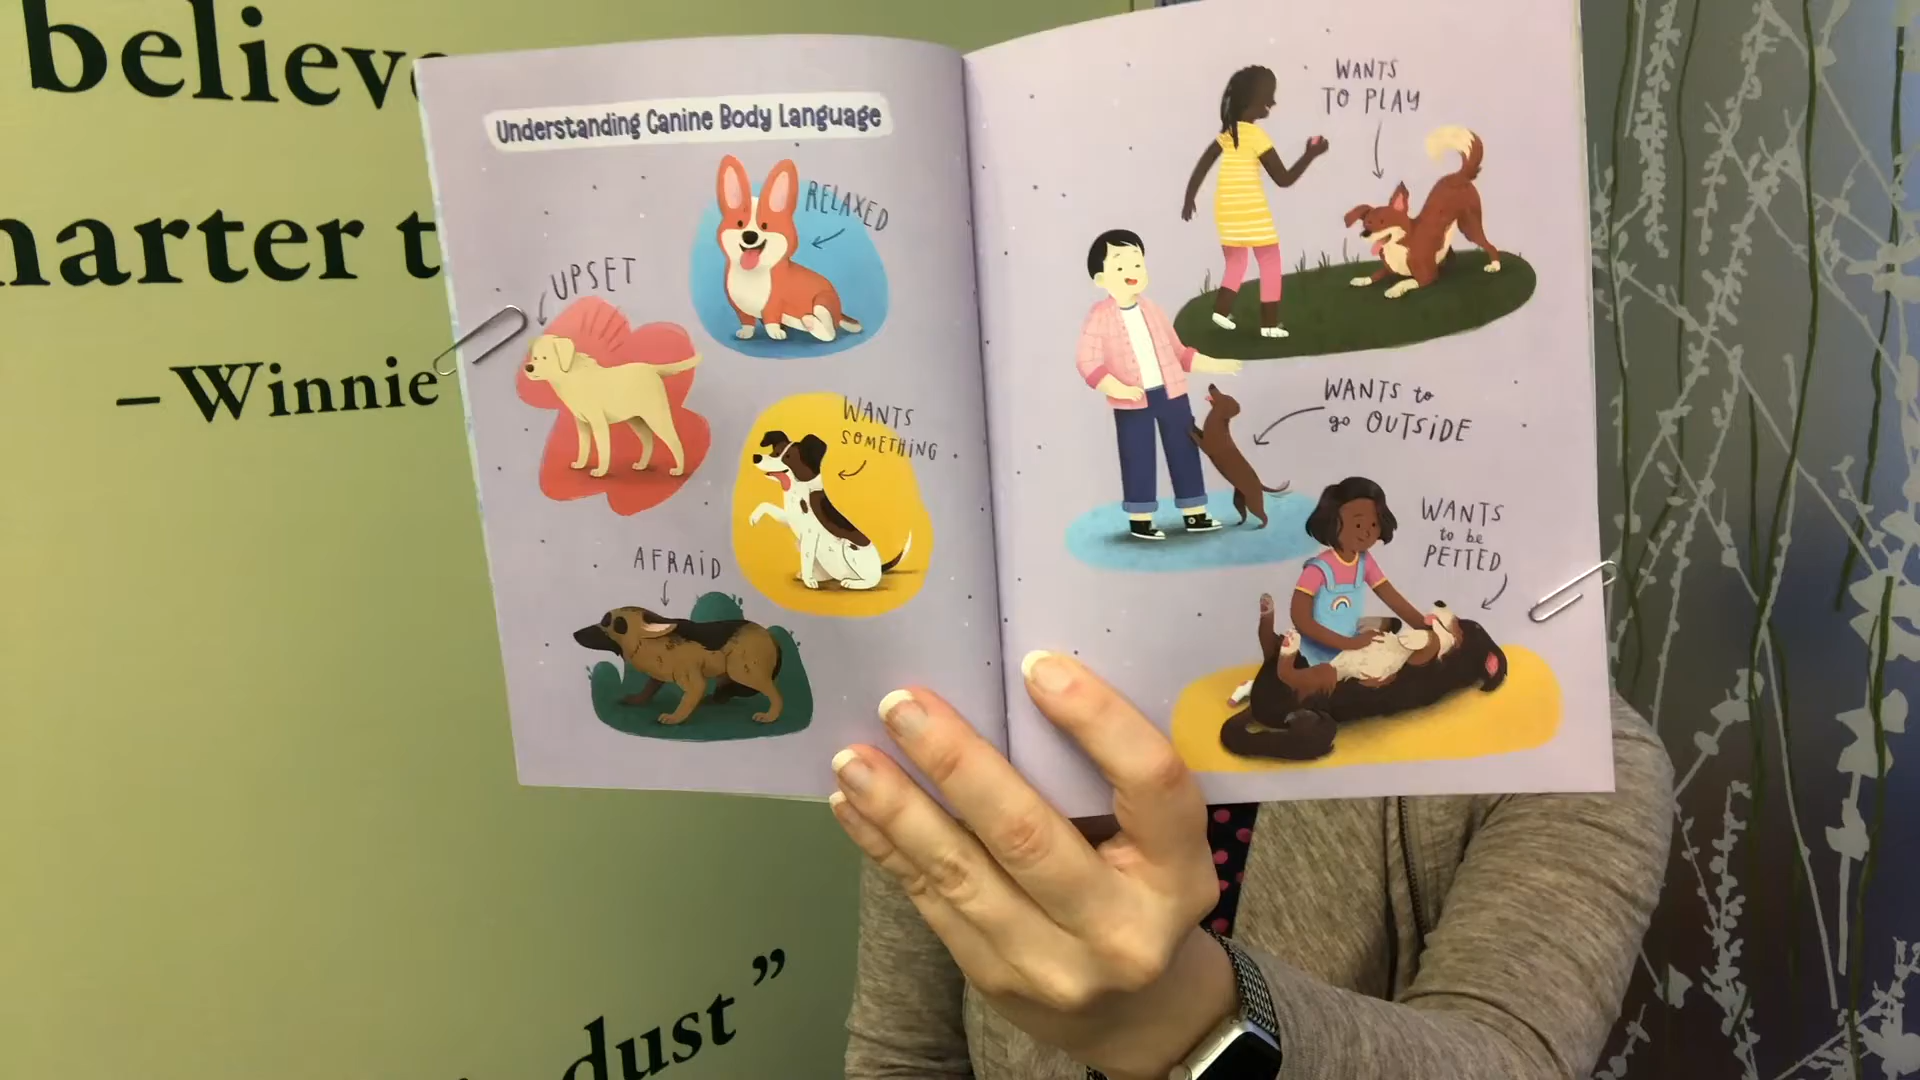 believe
harter t
– Winnie
dust”
Understanding Canine Body Language
RELAXED
UPSET
WANTS
SOMETHING
AFRAID
WANTS
TO PLAY
WANTS to
go OUTSIDE
WANTS
to be
PETTED